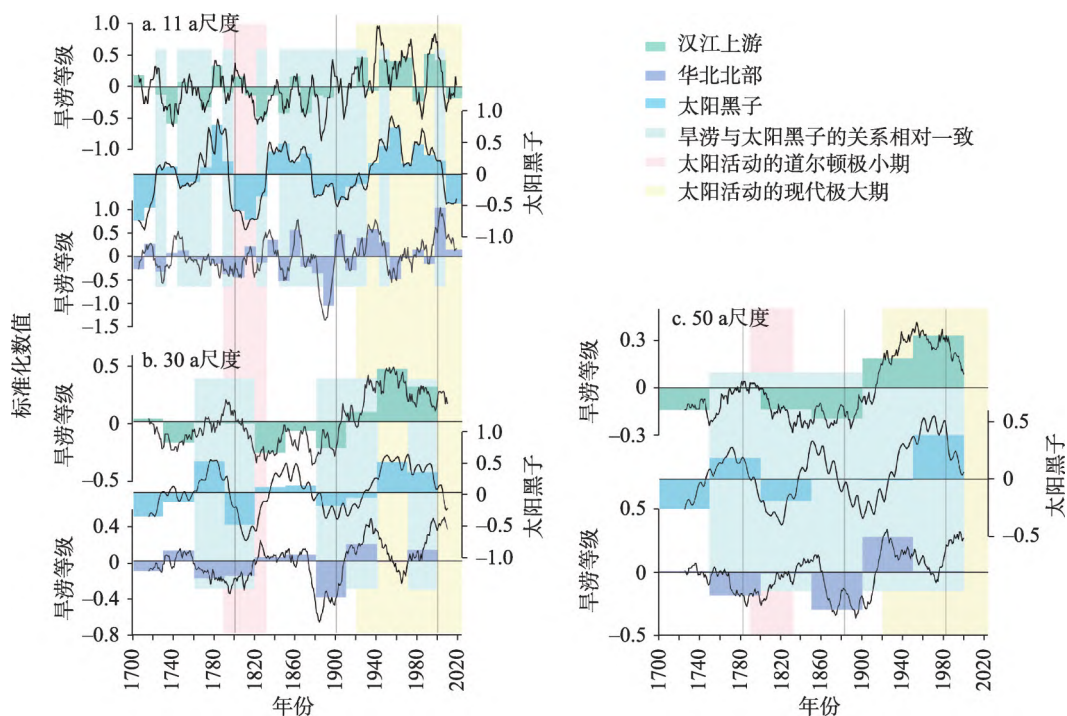 a. 11 a尺度
旱涝等级
1.0
0.5
0
−0.5
−1.0
太阳黑子
1.0
0.5
0
−0.5
−1.0
旱涝等级
1.0
0.5
0
−0.5
−1.0
−1.5
标准化数值
b. 30 a尺度
旱涝等级
0.5
0
−0.5
太阳黑子
1.0
0.5
0
−0.5
−1.0
旱涝等级
0.4
0
−0.4
−0.8
1700 1740 1780 1820 1860 1900 1940 1980 2020
年份
汉江上游
华北北部
太阳黑子
旱涝与太阳黑子的关系相对一致
太阳活动的道尔顿极小期
太阳活动的现代极大期
c. 50 a尺度
旱涝等级
0.3
0
−0.3
太阳黑子
0.5
0
−0.5
旱涝等级
0.5
0
−0.5
1700 1740 1780 1820 1860 1900 1940 1980 2020
年份